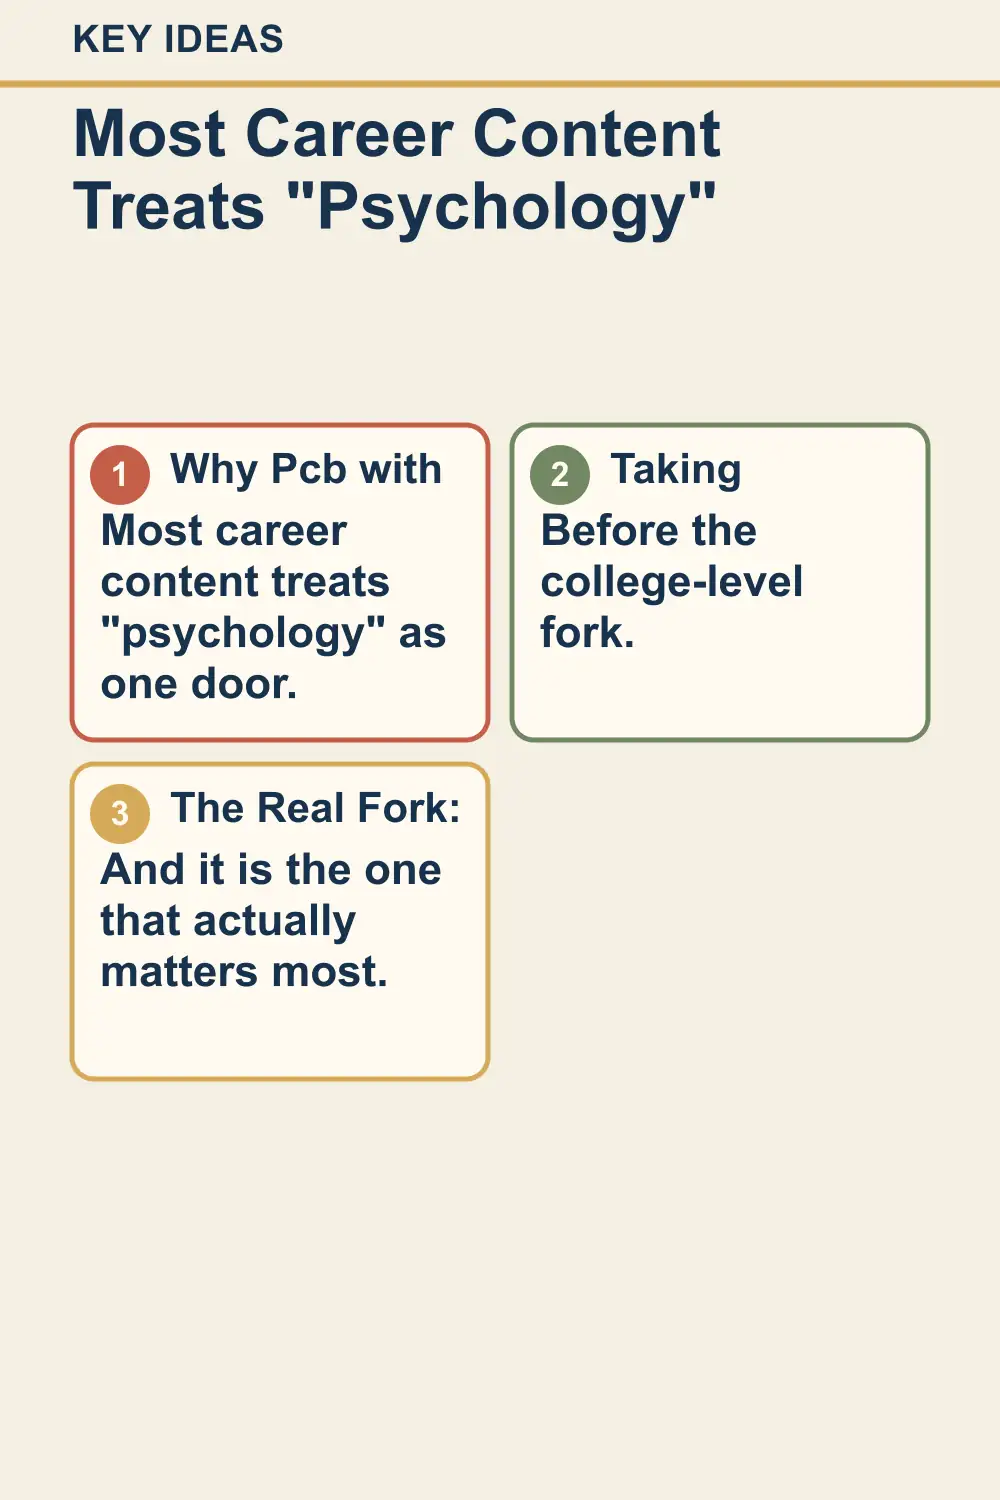 KEY IDEAS
Most Career Content
Treats "Psychology"
1 Why Pcb with
Most career
content treats
"psychology" as
one door.
2 Taking
Before the
college-level
fork.
3 The Real Fork:
And it is the one
that actually
matters most.